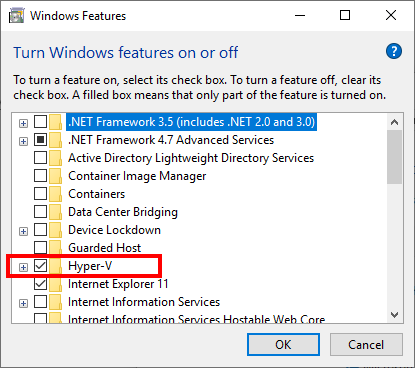 Windows Features
Turn Windows features on or off
To turn a feature on, select its check box. To turn a feature off, clear its
check box. A filled box means that only part of the feature is turned on.
.NET Framework 3.5 (includes .NET 2.0 and 3.0)
.NET Framework 4.7 Advanced Services
Active Directory Lightweight Directory Services
Container Image Manager
Containers
Data Center Bridging
Device Lockdown
Guarded Host
Hyper-V
Internet Explorer 11
Internet Information Services
Internet Information Services Hostable Web Core
OK Cancel